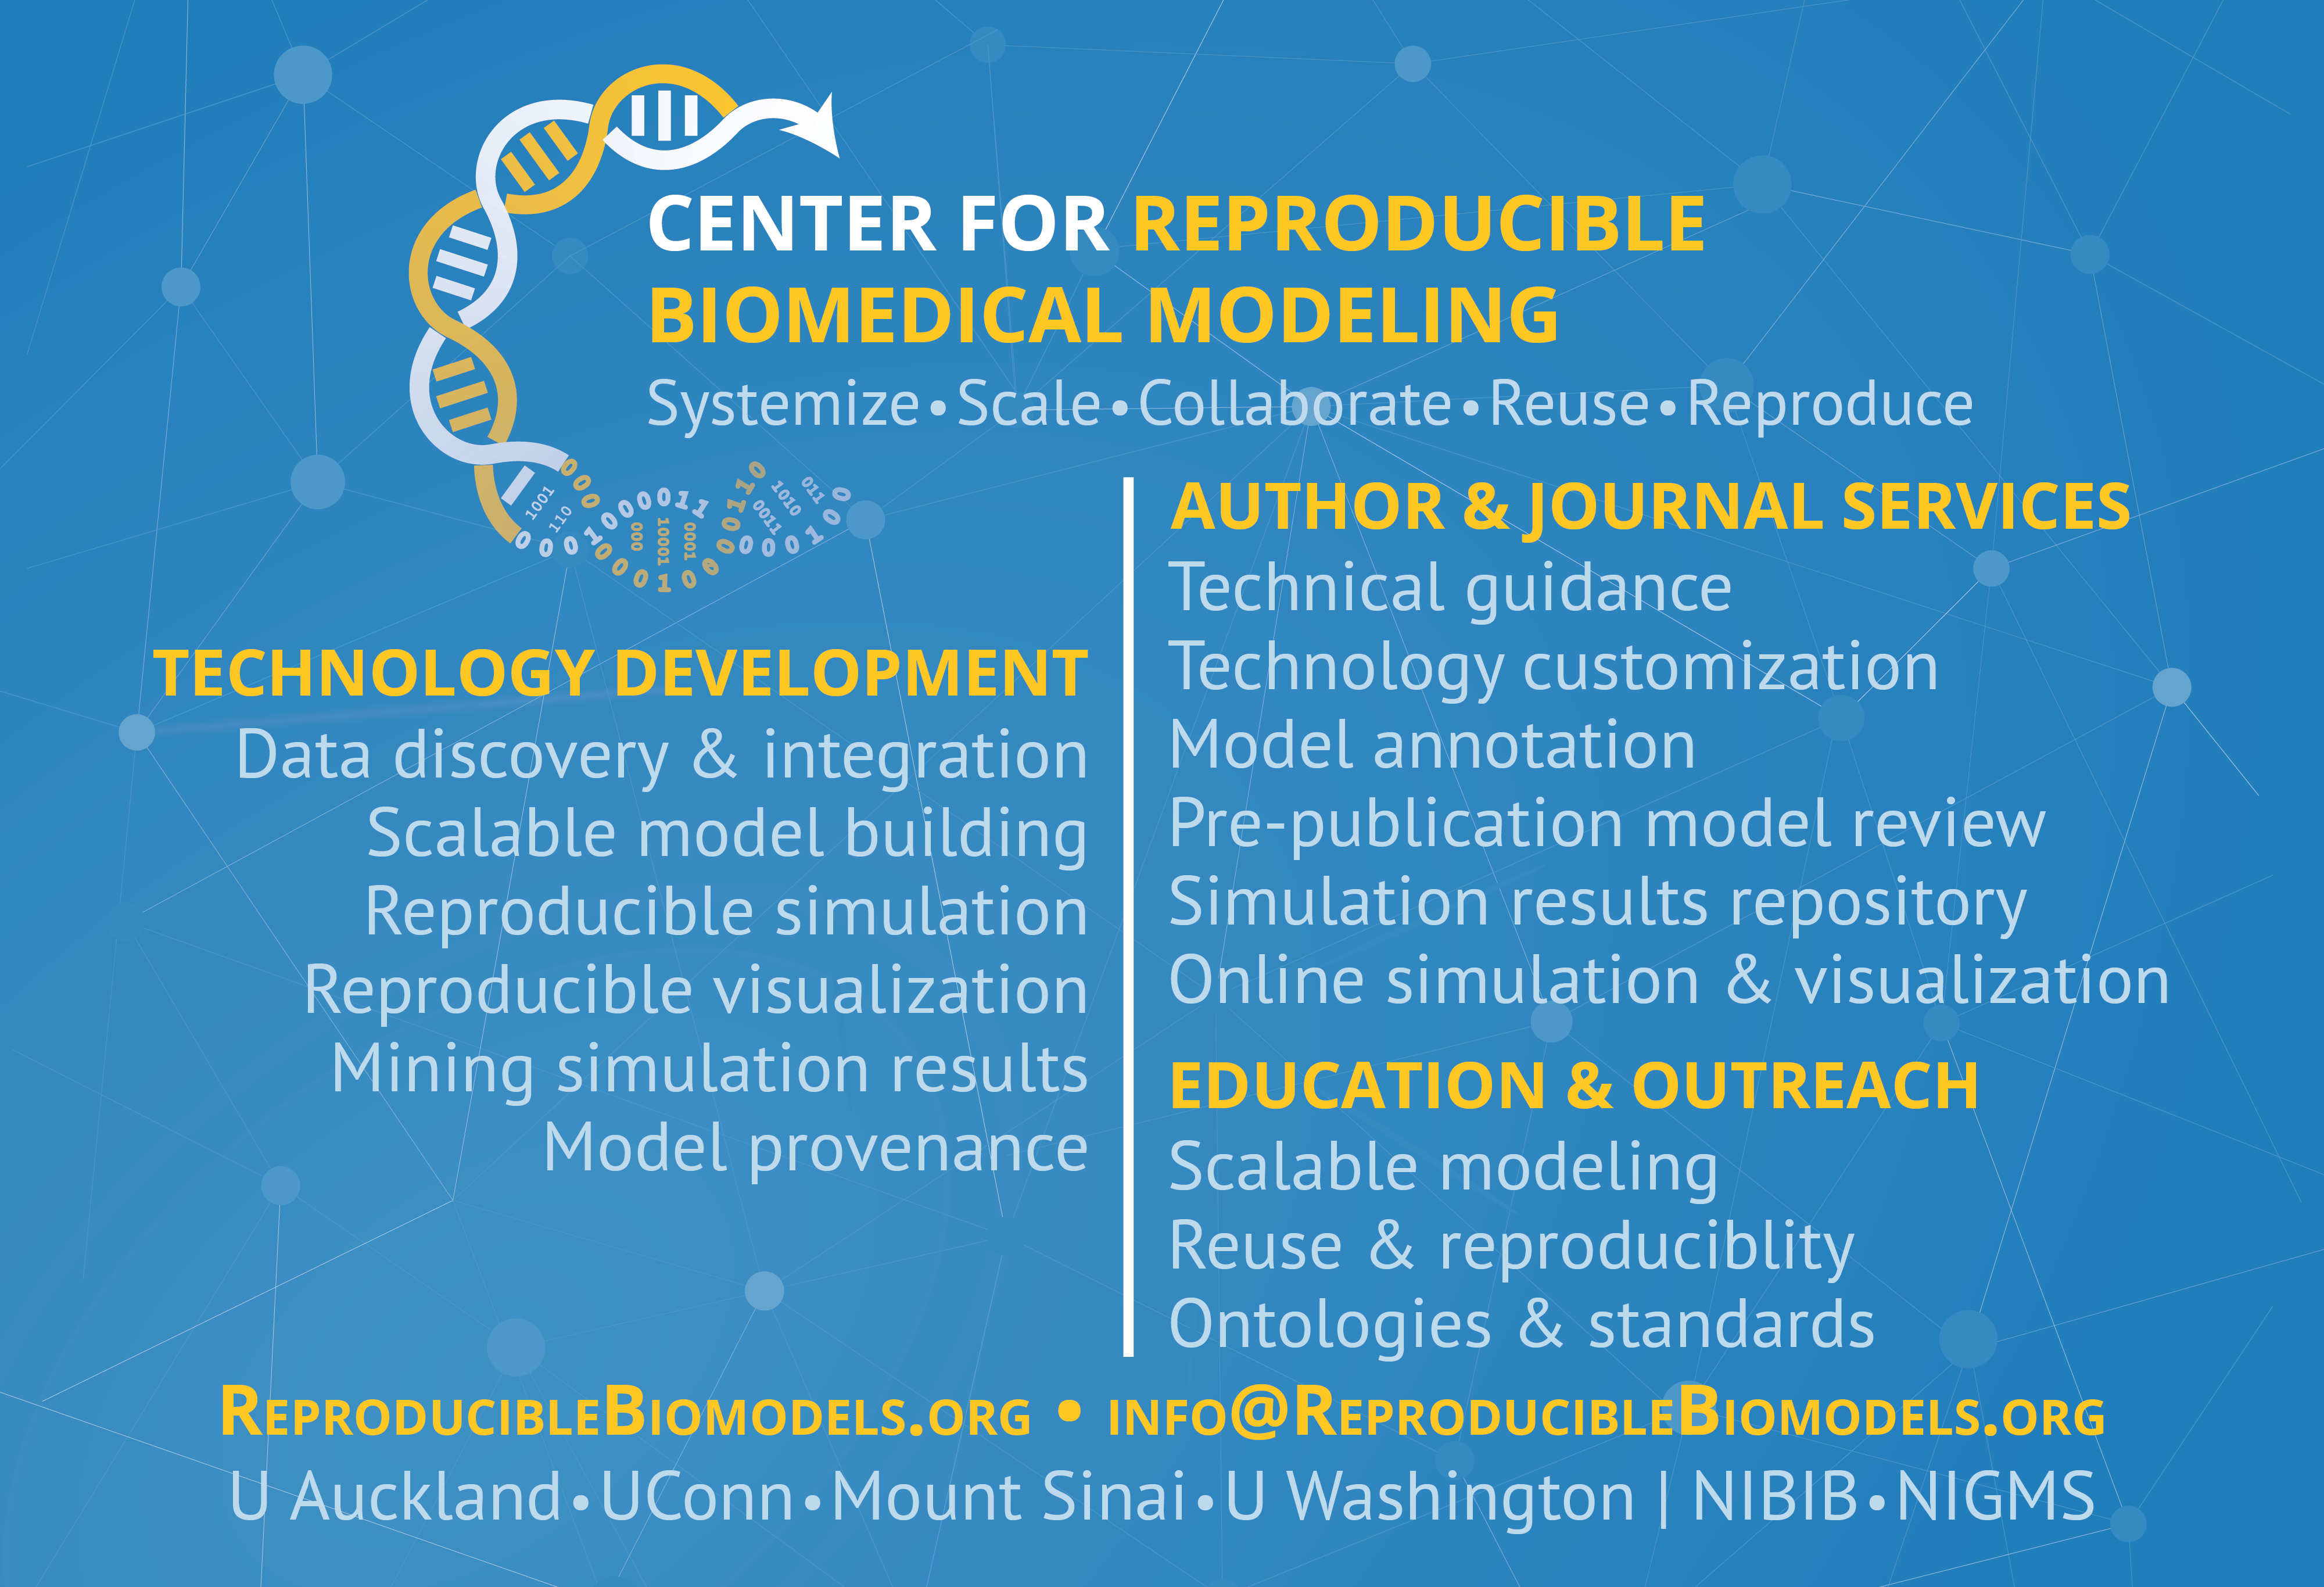 CENTER FOR REPRODUCIBLE
BIOMEDICAL MODELING
Systemize•Scale•Collaborate•Reuse•Reproduce
TECHNOLOGY DEVELOPMENT
Data discovery & integration
Scalable model building
Reproducible simulation
Reproducible visualization
Mining simulation results
Model provenance
AUTHOR & JOURNAL SERVICES
Technical guidance
Technology customization
Model annotation
Pre-publication model review
Simulation results repository
Online simulation & visualization
EDUCATION & OUTREACH
Scalable modeling
Reuse & reproduciblity
Ontologies & standards
ReproducibleBiomodels.org • info@ReproducibleBiomodels.org
U Auckland•UConn•Mount Sinai•U Washington | NIBIB•NIGMS